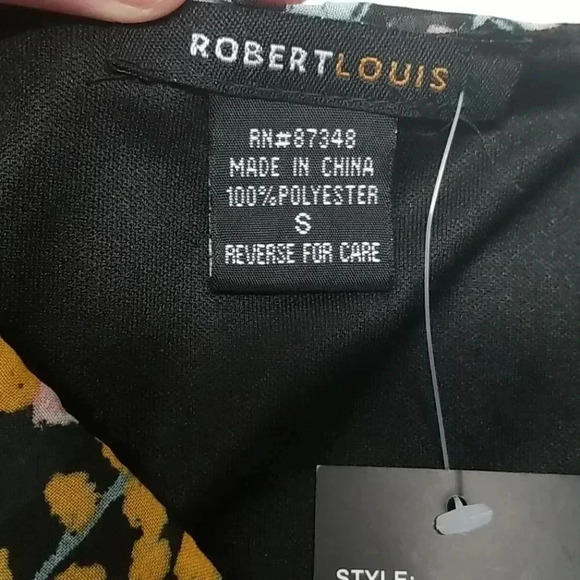 ROBERTLOUIS
RN#87348
MADE IN CHINA
100%POLYESTER
S
REVERSE FOR CARE
STYLE: